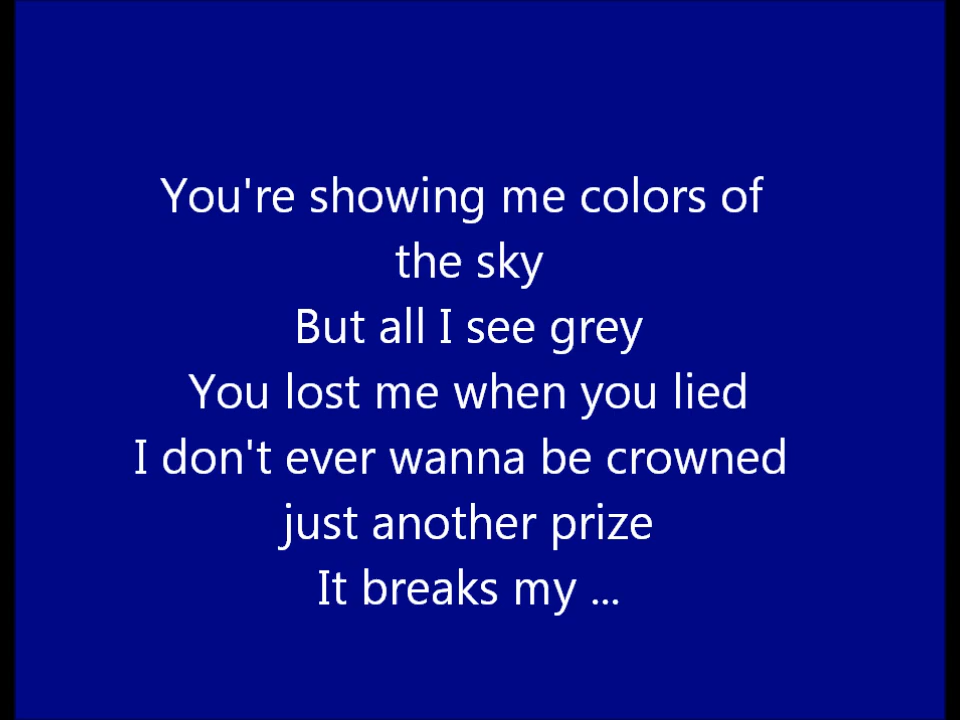 You're showing me colors of
the sky
But all I see grey
You lost me when you lied
I don't ever wanna be crowned
just another prize
It breaks my ...